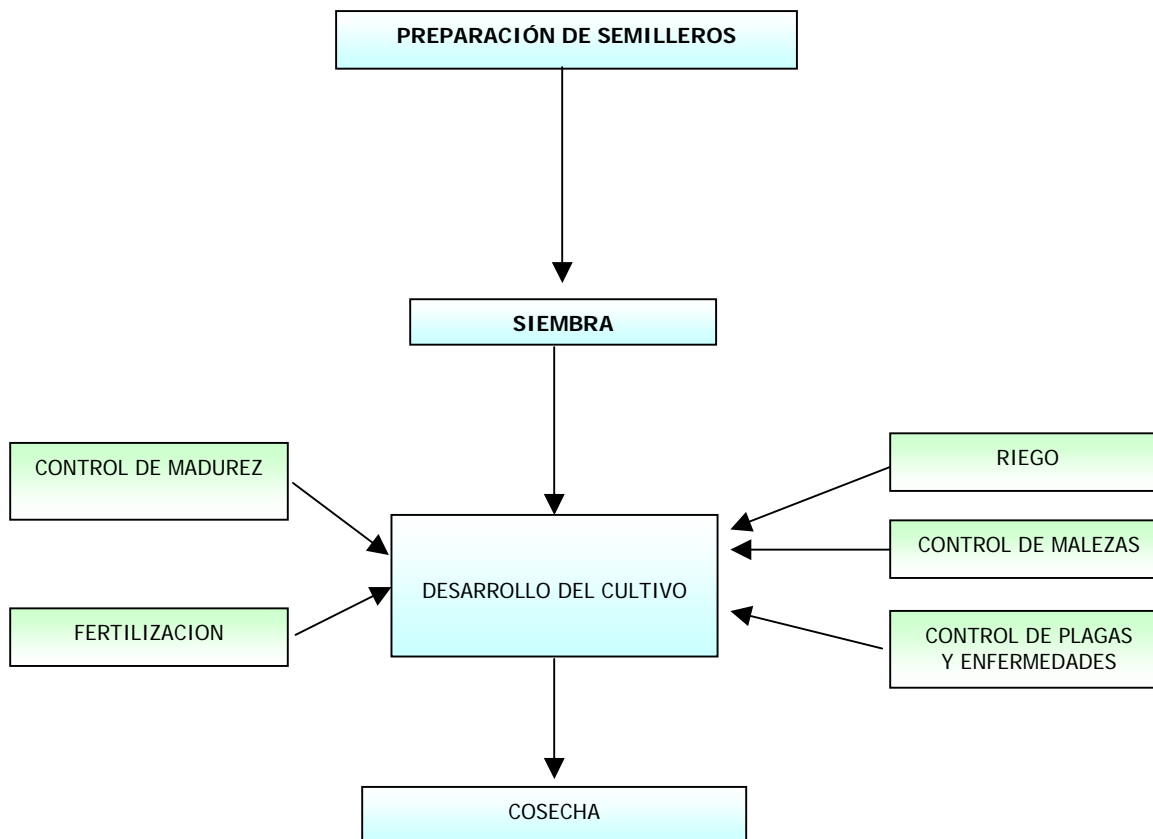 PREPARACIÓN DE SEMILLEROS
SIEMBRA
CONTROL DE MADUREZ
RIEGO
CONTROL DE MALEZAS
DESARROLLO DEL CULTIVO
FERTILIZACION
CONTROL DE PLAGAS
Y ENFERMEDADES
COSECHA